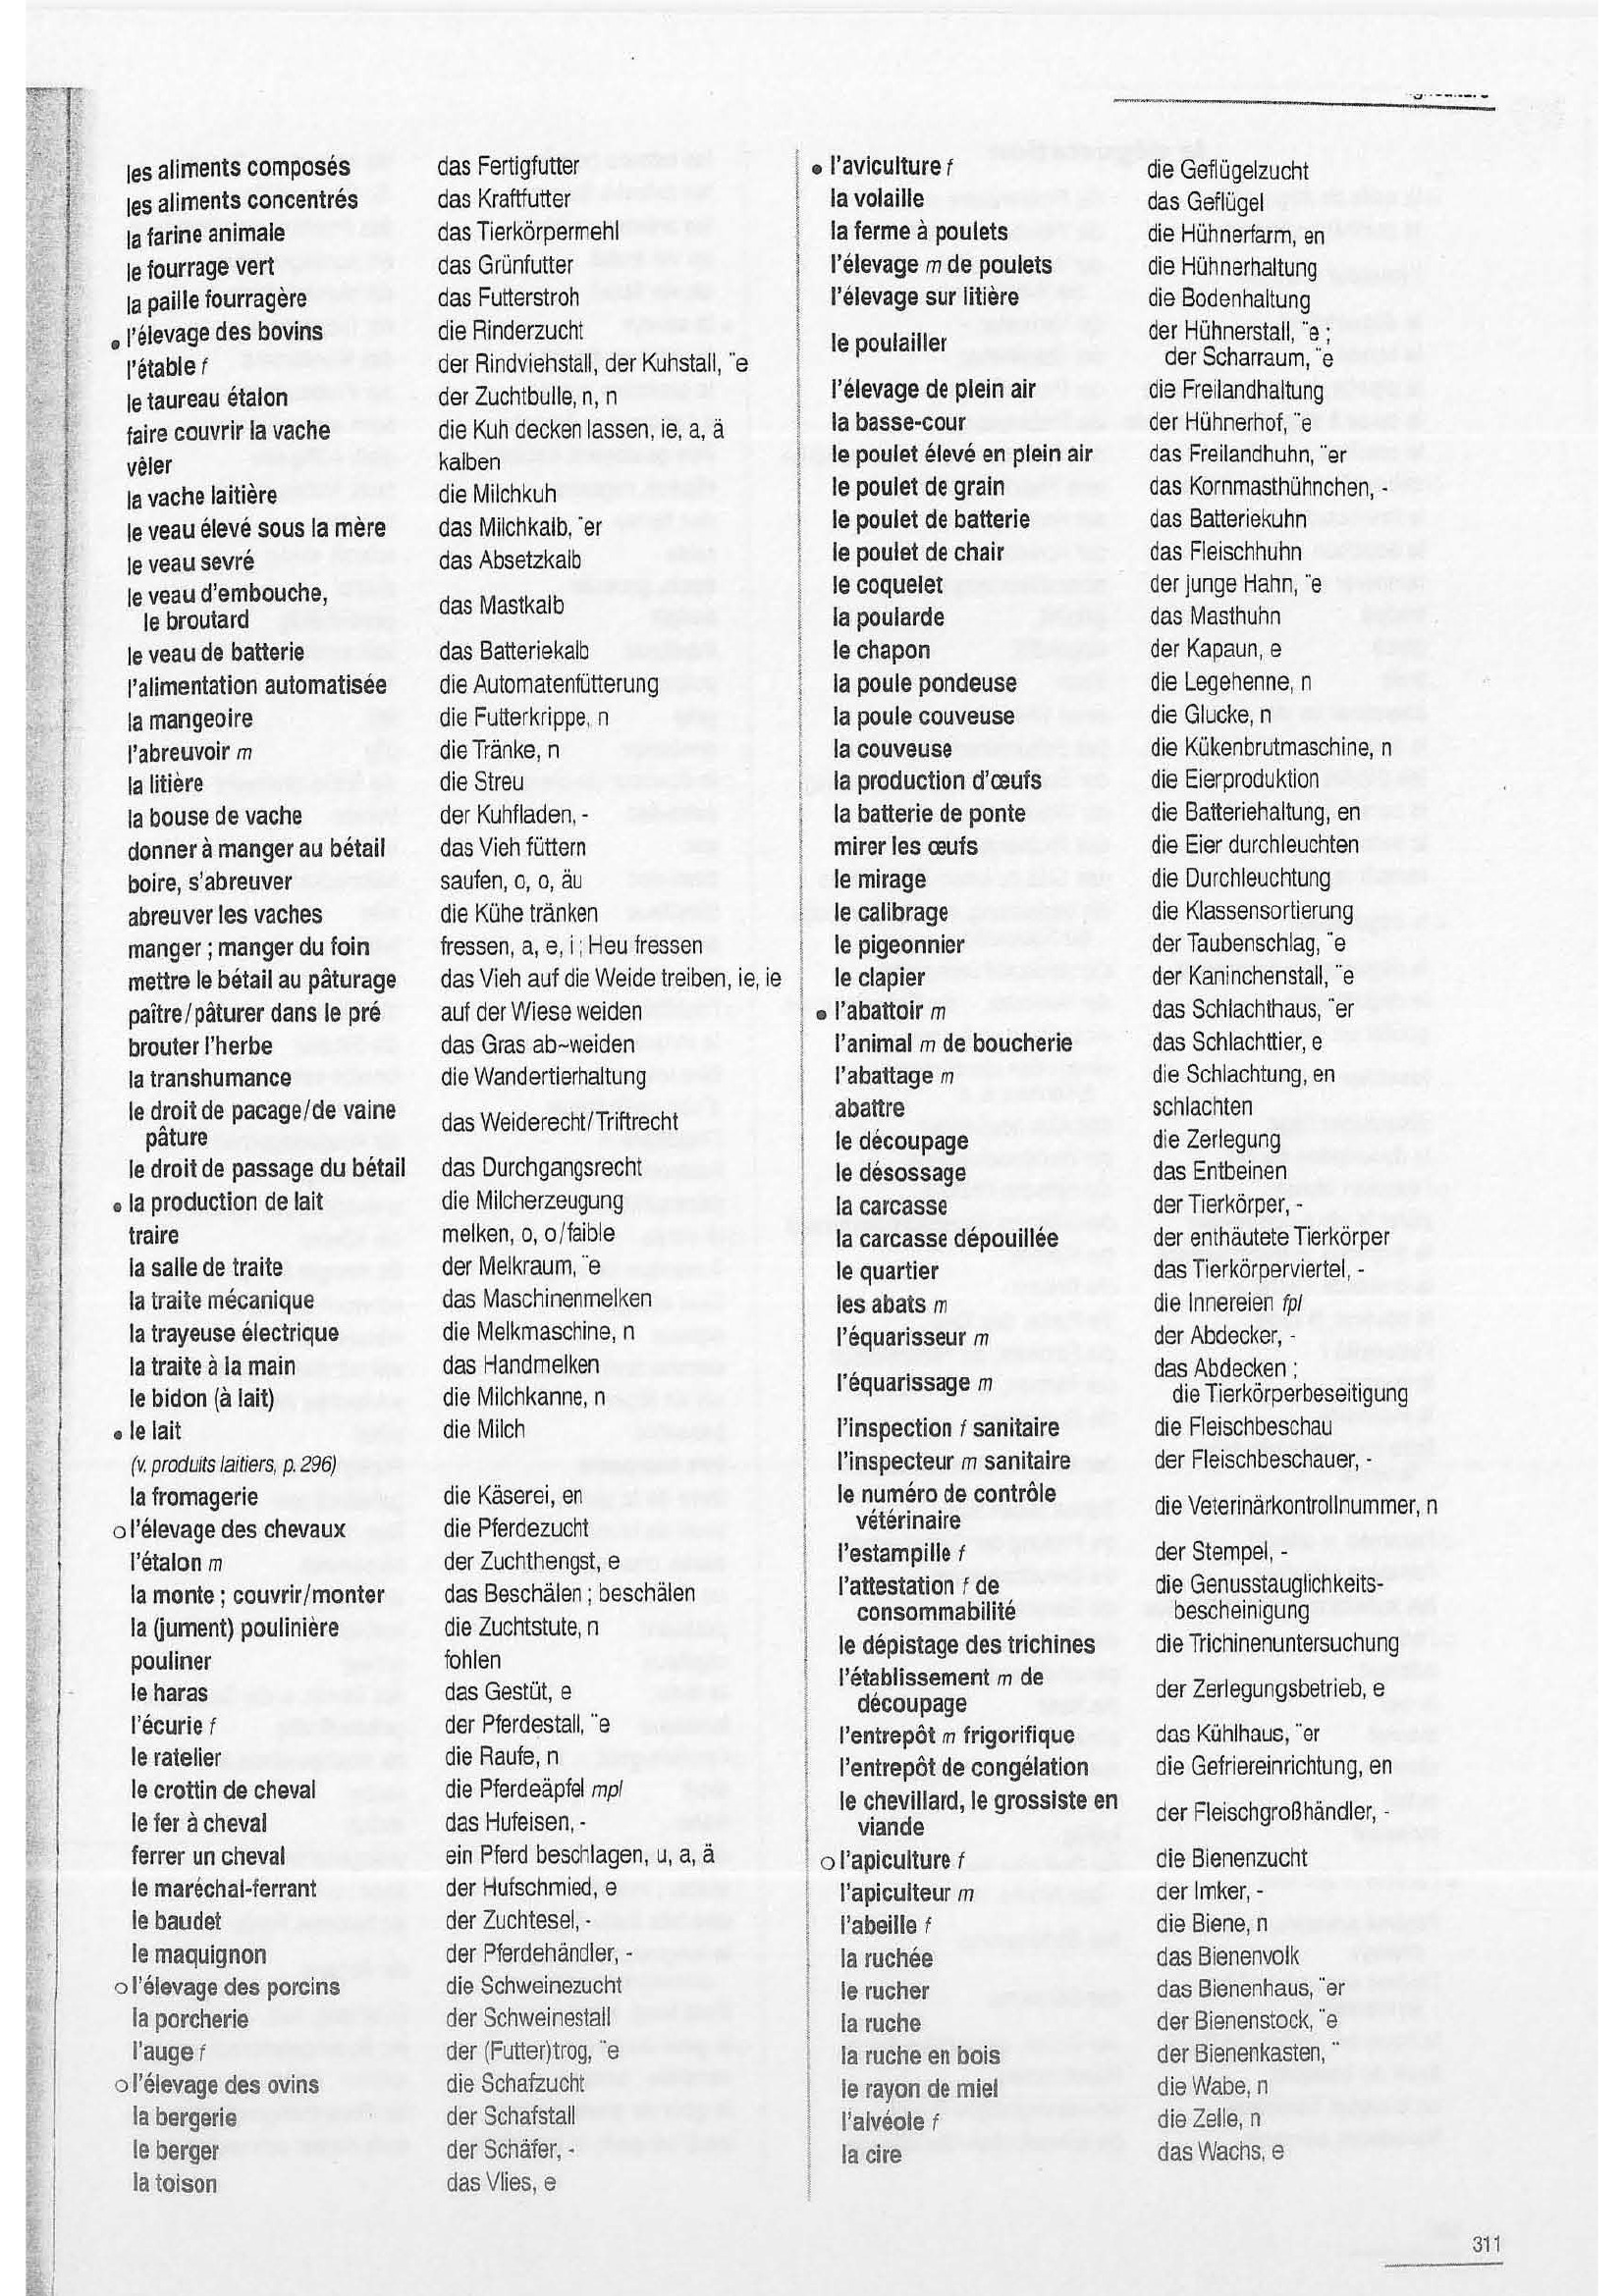 les aliments composés das Fertigfutter
les aliments concentrés das Kraftfutter
la farine animale das Tierkörpermehl
le fourrage vert das Grünfutter
la paille fourragère das Futterstroh
• l'élevage des bovins die Rinderzucht
l'étable f der Rindviehstall, der Kuhstall, ¨e
le taureau étalon der Zuchtbulle, n, n
faire couvrir la vache die Kuh decken lassen, ie, a, ä
vêler kalben
la vache laitière die Milchkuh
le veau élevé sous la mère das Milchkalb, ¨er
le veau sevré das Absetzkalb
le veau d'embouche,
le broutard das Mastkalb
le veau de batterie das Batteriekalb
l'alimentation automatisée die Automatenfütterung
la mangeoire die Futterkrippe, n
l'abreuvoir m die Tränke, n
la litière die Streu
la bouse de vache der Kuhfladen, -
donner à manger au bétail das Vieh füttern
boire, s'abreuver saufen, o, o, äu
abreuver les vaches die Kühe tränken
manger ; manger du foin fressen, a, e, i ; Heu fressen
mettre le bétail au pâturage das Vieh auf die Weide treiben, ie, ie
paître/pâturer dans le pré auf der Wiese weiden
brouter l'herbe das Gras ab~weiden
la transhumance die Wandertierhaltung
le droit de pacage/de vaine
pâture das Weiderecht/Triftrecht
le droit de passage du bétail das Durchgangsrecht
• la production de lait die Milcherzeugung
traire melken, o, o/faible
la salle de traite der Melkraum, ¨e
la traite mécanique das Maschinenmelken
la trayeuse électrique die Melkmaschine, n
la traite à la main das Handmelken
le bidon (à lait) die Milchkanne, n
• le lait die Milch
(v. produits laitiers, p. 296)
la fromagerie die Käserei, en
o l'élevage des chevaux die Pferdezucht
l'étalon m der Zuchthengst, e
la monte ; couvrir/monter das Beschälen ; beschälen
la (jument) poulinière die Zuchtstute, n
pouliner fohlen
le haras das Gestüt, e
l'écurie f der Pferdestall, ¨e
le ratelier die Raufe, n
le crottin de cheval die Pferdeäpfel mpl
le fer à cheval das Hufeisen, -
ferrer un cheval ein Pferd beschlagen, u, a, ä
le maréchal-ferrant der Hufschmied, e
le baudet der Zuchtesel, -
le maquignon der Pferdehändler, -
o l'élevage des porcins die Schweinezucht
la porcherie der Schweinestall
l'auge f der (Futter)trog, ¨e
o l'élevage des ovins die Schafzucht
la bergerie der Schafstall
le berger der Schäfer, -
la toison das Vlies, e
• l'aviculture f die Geflügelzucht
la volaille das Geflügel
la ferme à poulets die Hühnerfarm, en
l'élevage m de poulets die Hühnerhaltung
l'élevage sur litière die Bodenhaltung
le poulailler der Hühnerstall, ¨e ;
der Scharraum, ¨e
l'élevage de plein air die Freilandhaltung
la basse-cour der Hühnerhof, ¨e
le poulet élevé en plein air das Freilandhuhn, ¨er
le poulet de grain das Kornmasthühnchen, -
le poulet de batterie das Batteriekuhn
le poulet de chair das Fleischhuhn
le coquelet der junge Hahn, ¨e
la poularde das Masthuhn
le chapon der Kapaun, e
la poule pondeuse die Legehenne, n
la poule couveuse die Glucke, n
la couveuse die Kükenbrutmaschine, n
la production d'œufs die Eierproduktion
la batterie de ponte die Batteriehaltung, en
mirer les œufs die Eier durchleuchten
le mirage die Durchleuchtung
le calibrage die Klassensortierung
le pigeonnier der Taubenschlag, ¨e
le clapier der Kaninchenstall, ¨e
• l'abattoir m das Schlachthaus, ¨er
l'animal m de boucherie das Schlachttier, e
l'abattage m die Schlachtung, en
abattre schlachten
le découpage die Zerlegung
le désossage das Entbeinen
la carcasse der Tierkörper, -
la carcasse dépouillée der enthäutete Tierkörper
le quartier das Tierkörperviertel, -
les abats m die Innereien fpl
l'équarisseur m der Abdecker, -
l'équarissage m das Abdecken ;
die Tierkörperbeseitigung
l'inspection f sanitaire die Fleischbeschau
l'inspecteur m sanitaire der Fleischbeschauer, -
le numéro de contrôle
vétérinaire die Veterinärkontrollnummer, n
l'estampille f der Stempel, -
l'attestation f de die Genusstauglichkeits-
consommabilité bescheinigung
le dépistage des trichines die Trichinenuntersuchung
l'établissement m de
découpage der Zerlegungsbetrieb, e
l'entrepôt m frigorifique das Kühlhaus, ¨er
l'entrepôt de congélation die Gefriereinrichtung, en
le chevillard, le grossiste en
viande der Fleischgroßhändler, -
o l'apiculture f die Bienenzucht
l'apiculteur m der Imker, -
l'abeille f die Biene, n
la ruchée das Bienenvolk
le rucher das Bienenhaus, ¨er
la ruche der Bienenstock, ¨e
la ruche en bois der Bienenkasten, ¨
le rayon de miel die Wabe, n
l'alvéole f die Zelle, n
la cire das Wachs, e
311